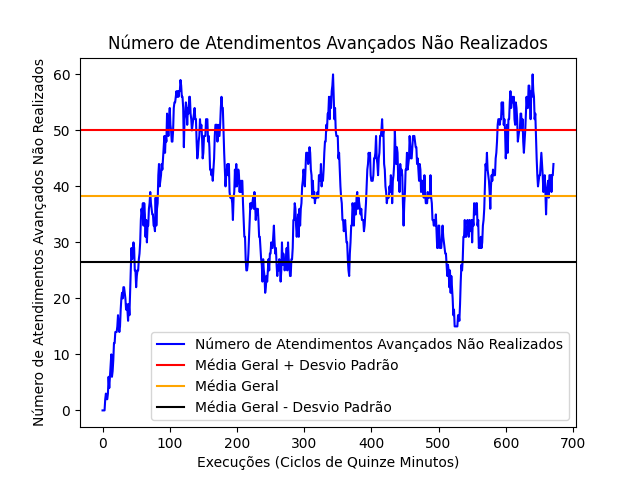 Número de Atendimentos Avançados Não Realizados
Número de Atendimentos Avançados Não Realizados
60
50
40
30
20
10
0
Número de Atendimentos Avançados Não Realizados
Média Geral + Desvio Padrão
Média Geral
Média Geral - Desvio Padrão
0 100 200 300 400 500 600 700
Execuções (Ciclos de Quinze Minutos)